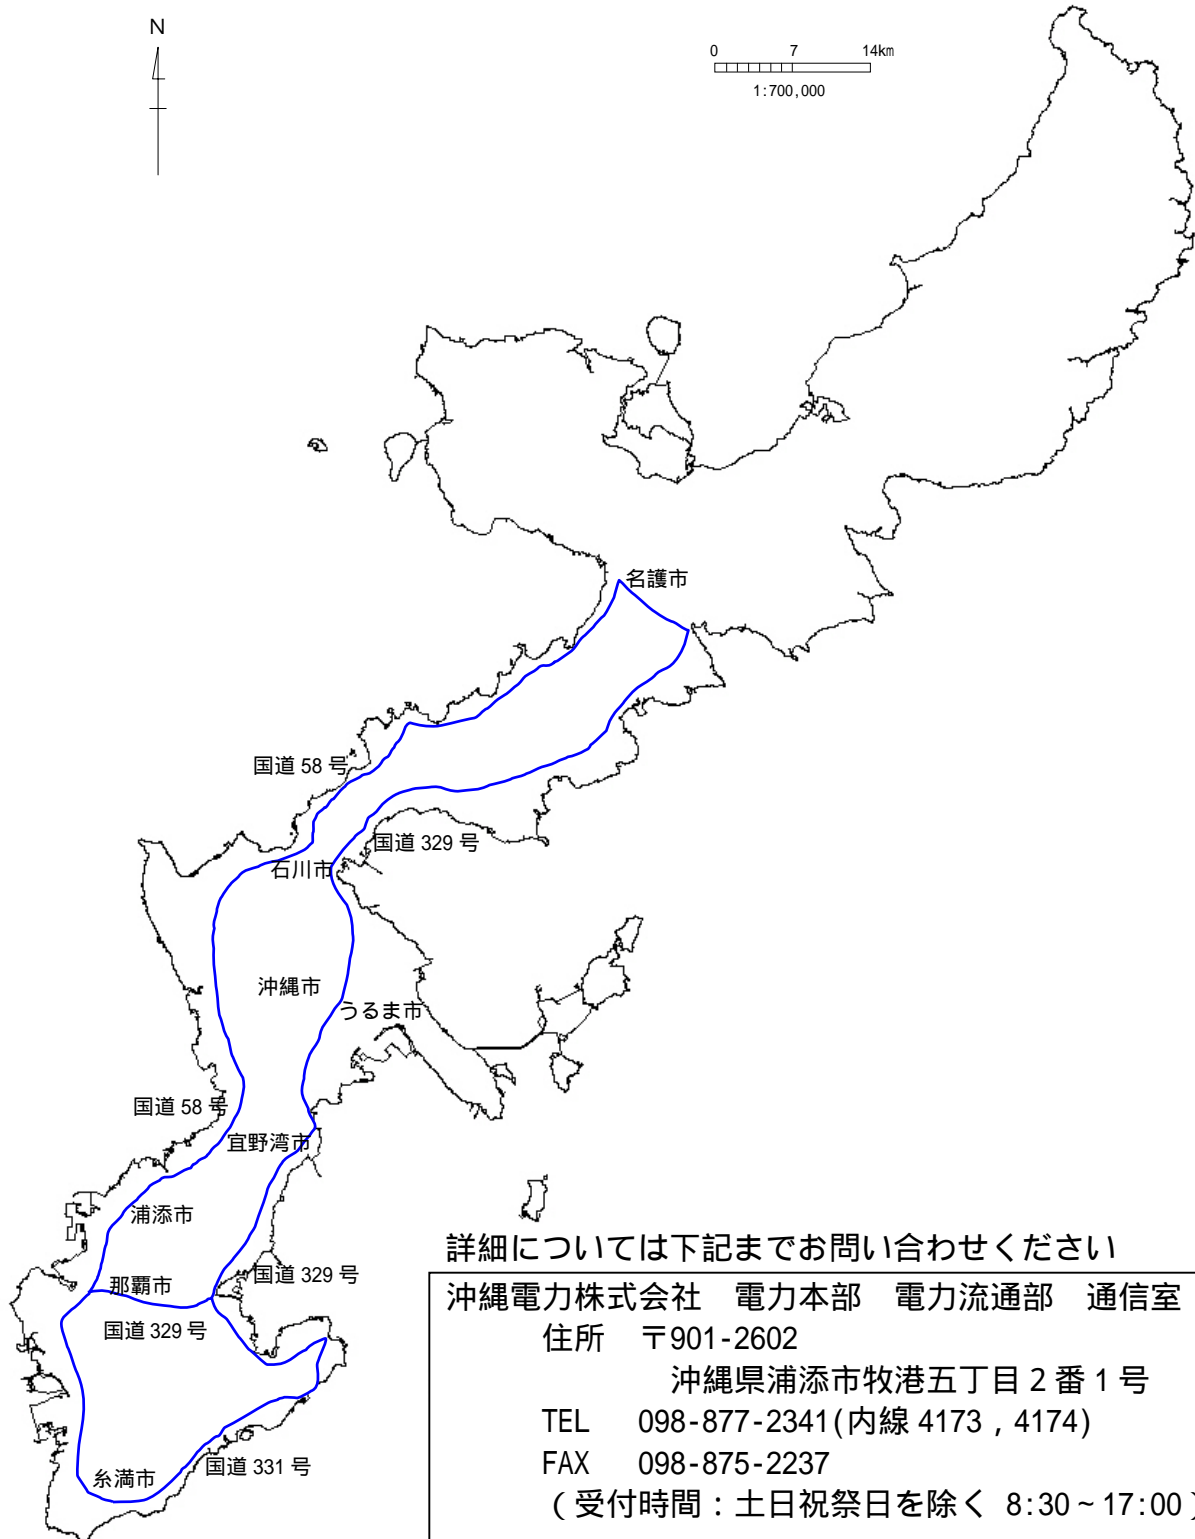 N
0 7 14km
1:700,000
名護市
国道 58 号
国道 329 号
石川市
沖縄市
うるま市
国道 58 号
宜野湾市
浦添市
国道 329 号
那覇市
国道 329 号
国道 331 号
糸満市
詳細については下記までお問い合わせください
沖縄電力株式会社　電力本部　電力流通部　通信室
住所　〒901-2602
沖縄県浦添市牧港五丁目 2 番 1 号
TEL 098-877-2341(内線 4173 , 4174)
FAX 098-875-2237
( 受付時間 : 土日祝祭日を除く 8:30 ~ 17:00 )